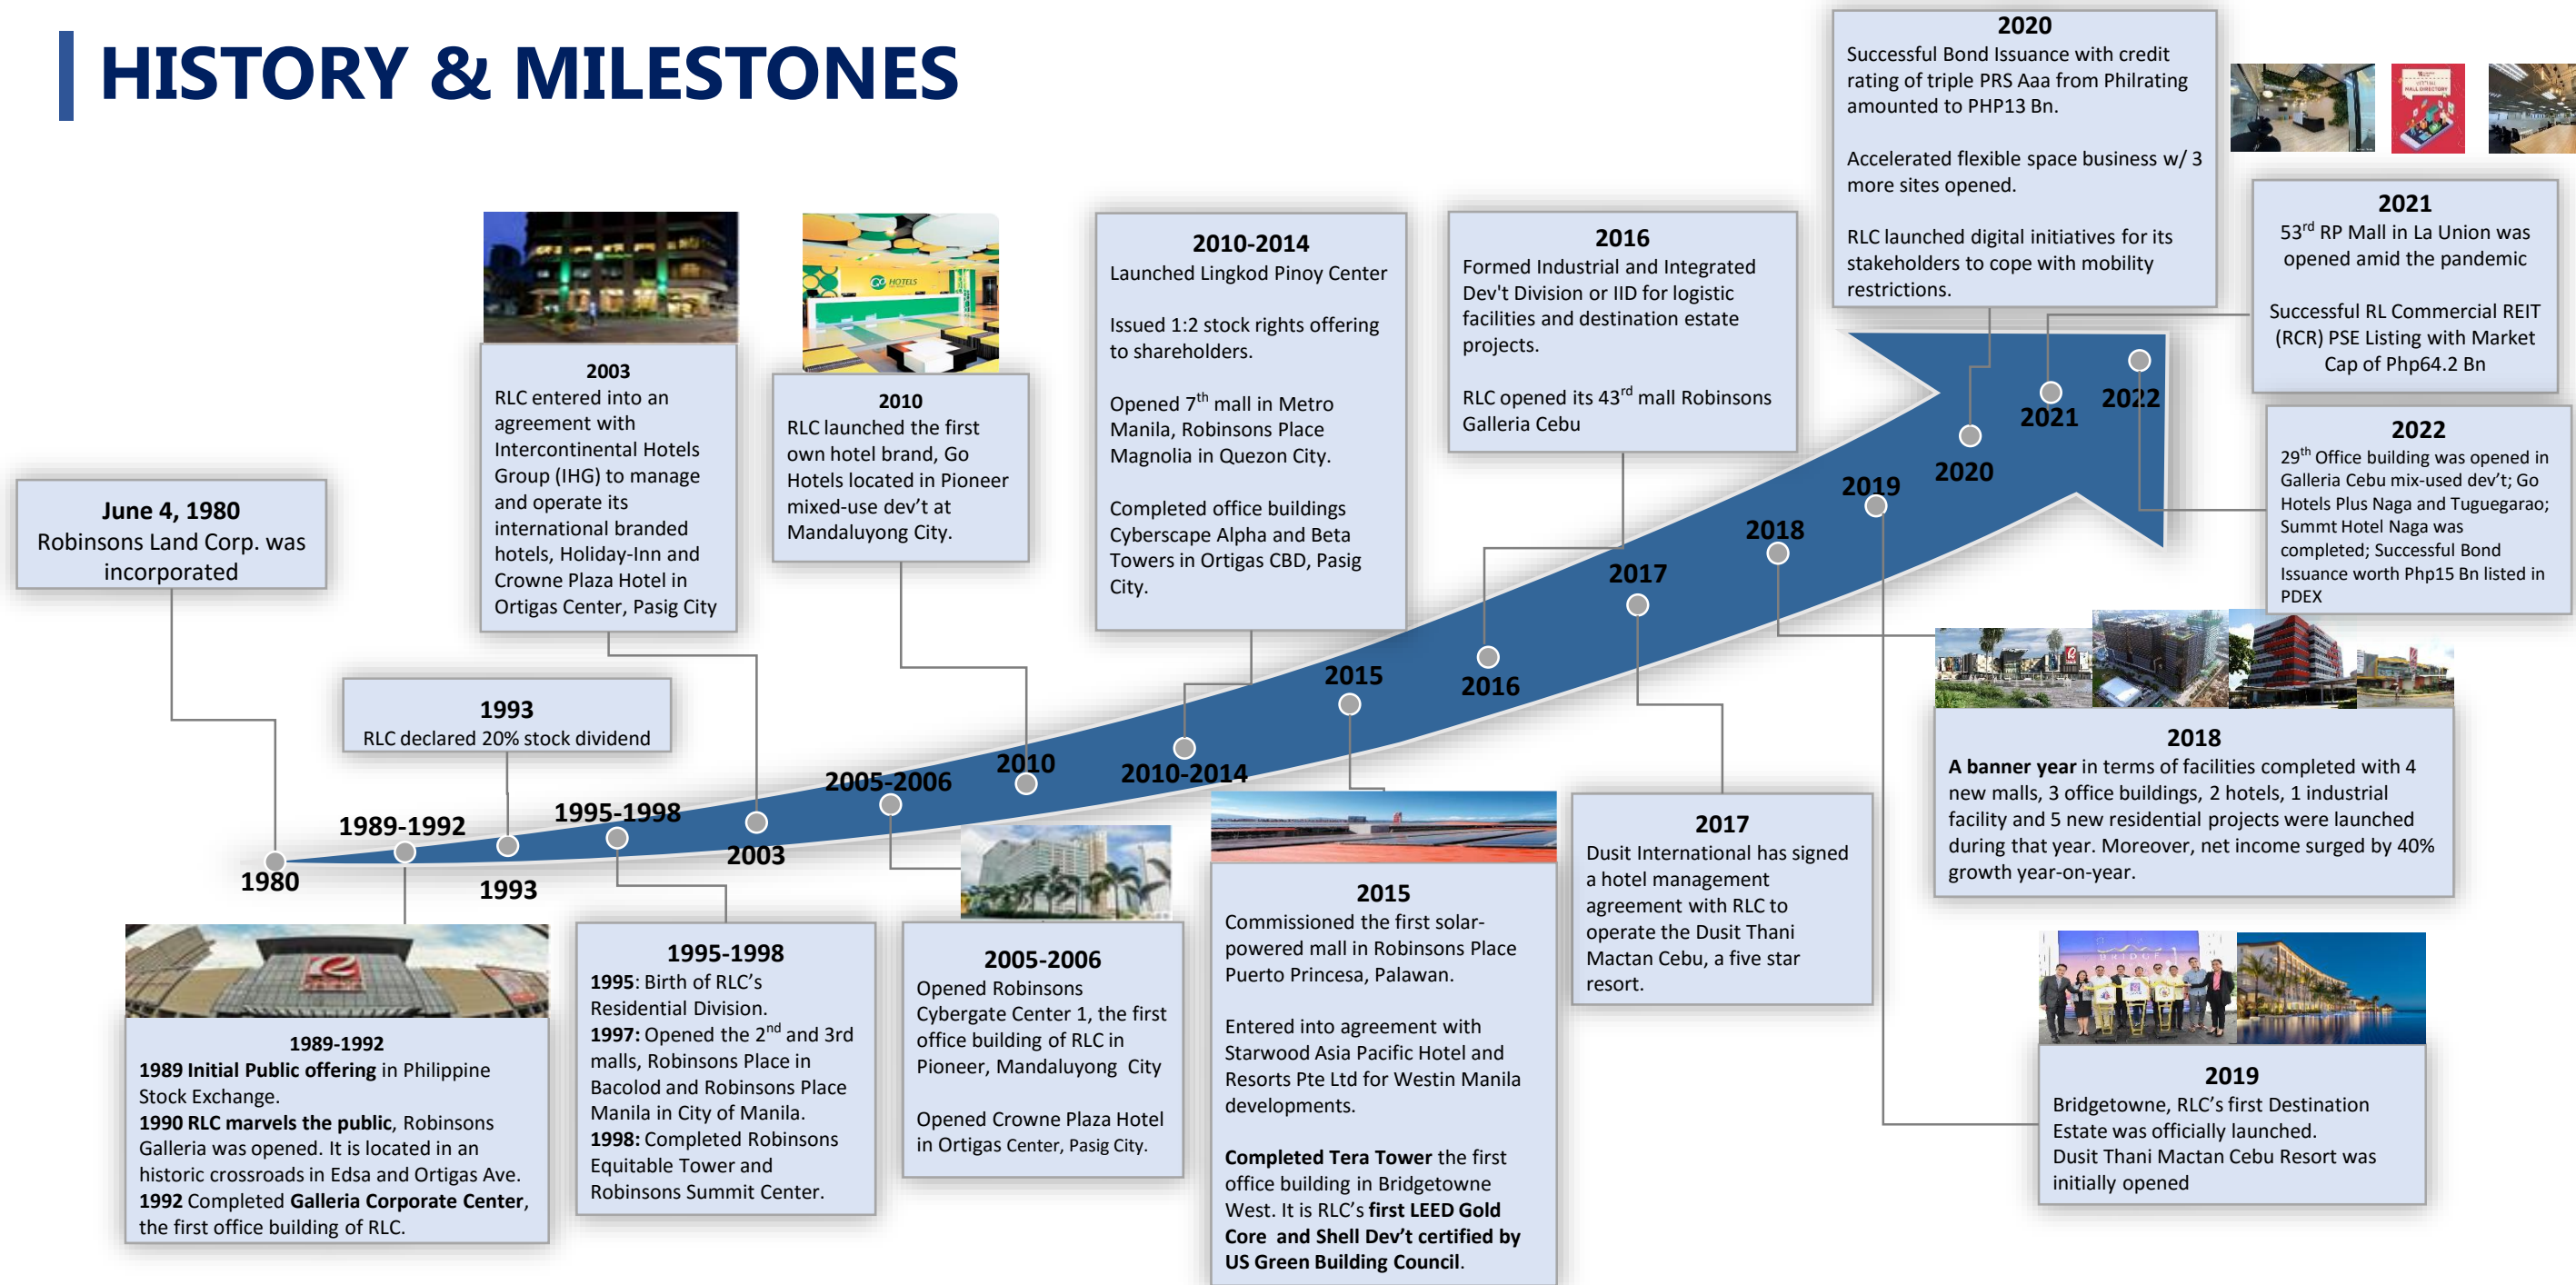 HISTORY & MILESTONES
June 4, 1980
Robinsons Land Corp. was
incorporated
1989-1992
1989 Initial Public offering in Philippine
Stock Exchange.
1990 RLC marvels the public, Robinsons
Galleria was opened. It is located in an
historic crossroads in Edsa and Ortigas Ave.
1992 Completed Galleria Corporate Center,
the first office building of RLC.
1993
RLC declared 20% stock dividend
1995-1998
1995: Birth of RLC’s
Residential Division.
1997: Opened the 2nd and 3rd
malls, Robinsons Place in
Bacolod and Robinsons Place
Manila in City of Manila.
1998: Completed Robinsons
Equitable Tower and
Robinsons Summit Center.
2003
RLC entered into an
agreement with
Intercontinental Hotels
Group (IHG) to manage
and operate its
international branded
hotels, Holiday-Inn and
Crowne Plaza Hotel in
Ortigas Center, Pasig City
2005-2006
Opened Robinsons
Cybergate Center 1, the first
office building of RLC in
Pioneer, Mandaluyong City
Opened Crowne Plaza Hotel
in Ortigas Center, Pasig City.
GO HOTELS
2010
RLC launched the first
own hotel brand, Go
Hotels located in Pioneer
mixed-use dev’t at
Mandaluyong City.
2010-2014
Launched Lingkod Pinoy Center
Issued 1:2 stock rights offering
to shareholders.
Opened 7th mall in Metro
Manila, Robinsons Place
Magnolia in Quezon City.
Completed office buildings
Cyberscape Alpha and Beta
Towers in Ortigas CBD, Pasig
City.
2015
Commissioned the first solar-
powered mall in Robinsons Place
Puerto Princesa, Palawan.
Entered into agreement with
Starwood Asia Pacific Hotel and
Resorts Pte Ltd for Westin Manila
developments.
Completed Tera Tower the first
office building in Bridgetowne
West. It is RLC’s first LEED Gold
Core and Shell Dev’t certified by
US Green Building Council.
2016
Formed Industrial and Integrated
Dev't Division or IID for logistic
facilities and destination estate
projects.
RLC opened its 43rd mall Robinsons
Galleria Cebu
2017
Dusit International has signed
a hotel management
agreement with RLC to
operate the Dusit Thani
Mactan Cebu, a five star
resort.
2018
A banner year in terms of facilities completed with 4
new malls, 3 office buildings, 2 hotels, 1 industrial
facility and 5 new residential projects were launched
during that year. Moreover, net income surged by 40%
growth year-on-year.
BRIDGE
2019
Bridgetowne, RLC’s first Destination
Estate was officially launched.
Dusit Thani Mactan Cebu Resort was
initially opened
2020
Successful Bond Issuance with credit
rating of triple PRS Aaa from Philrating
amounted to PHP13 Bn.
Accelerated flexible space business w/ 3
more sites opened.
RLC launched digital initiatives for its
stakeholders to cope with mobility
restrictions.
MALL DIRECTORY
2021
53rd RP Mall in La Union was
opened amid the pandemic
Successful RL Commercial REIT
(RCR) PSE Listing with Market
Cap of Php64.2 Bn
2022
29th Office building was opened in
Galleria Cebu mix-used dev’t; Go
Hotels Plus Naga and Tuguegarao;
Summt Hotel Naga was
completed; Successful Bond
Issuance worth Php15 Bn listed in
PDEX
1980
1989-1992
1993
1995-1998
2003
2005-2006
2010
2010-2014
2015
2016
2017
2018
2019
2020
2021
2022